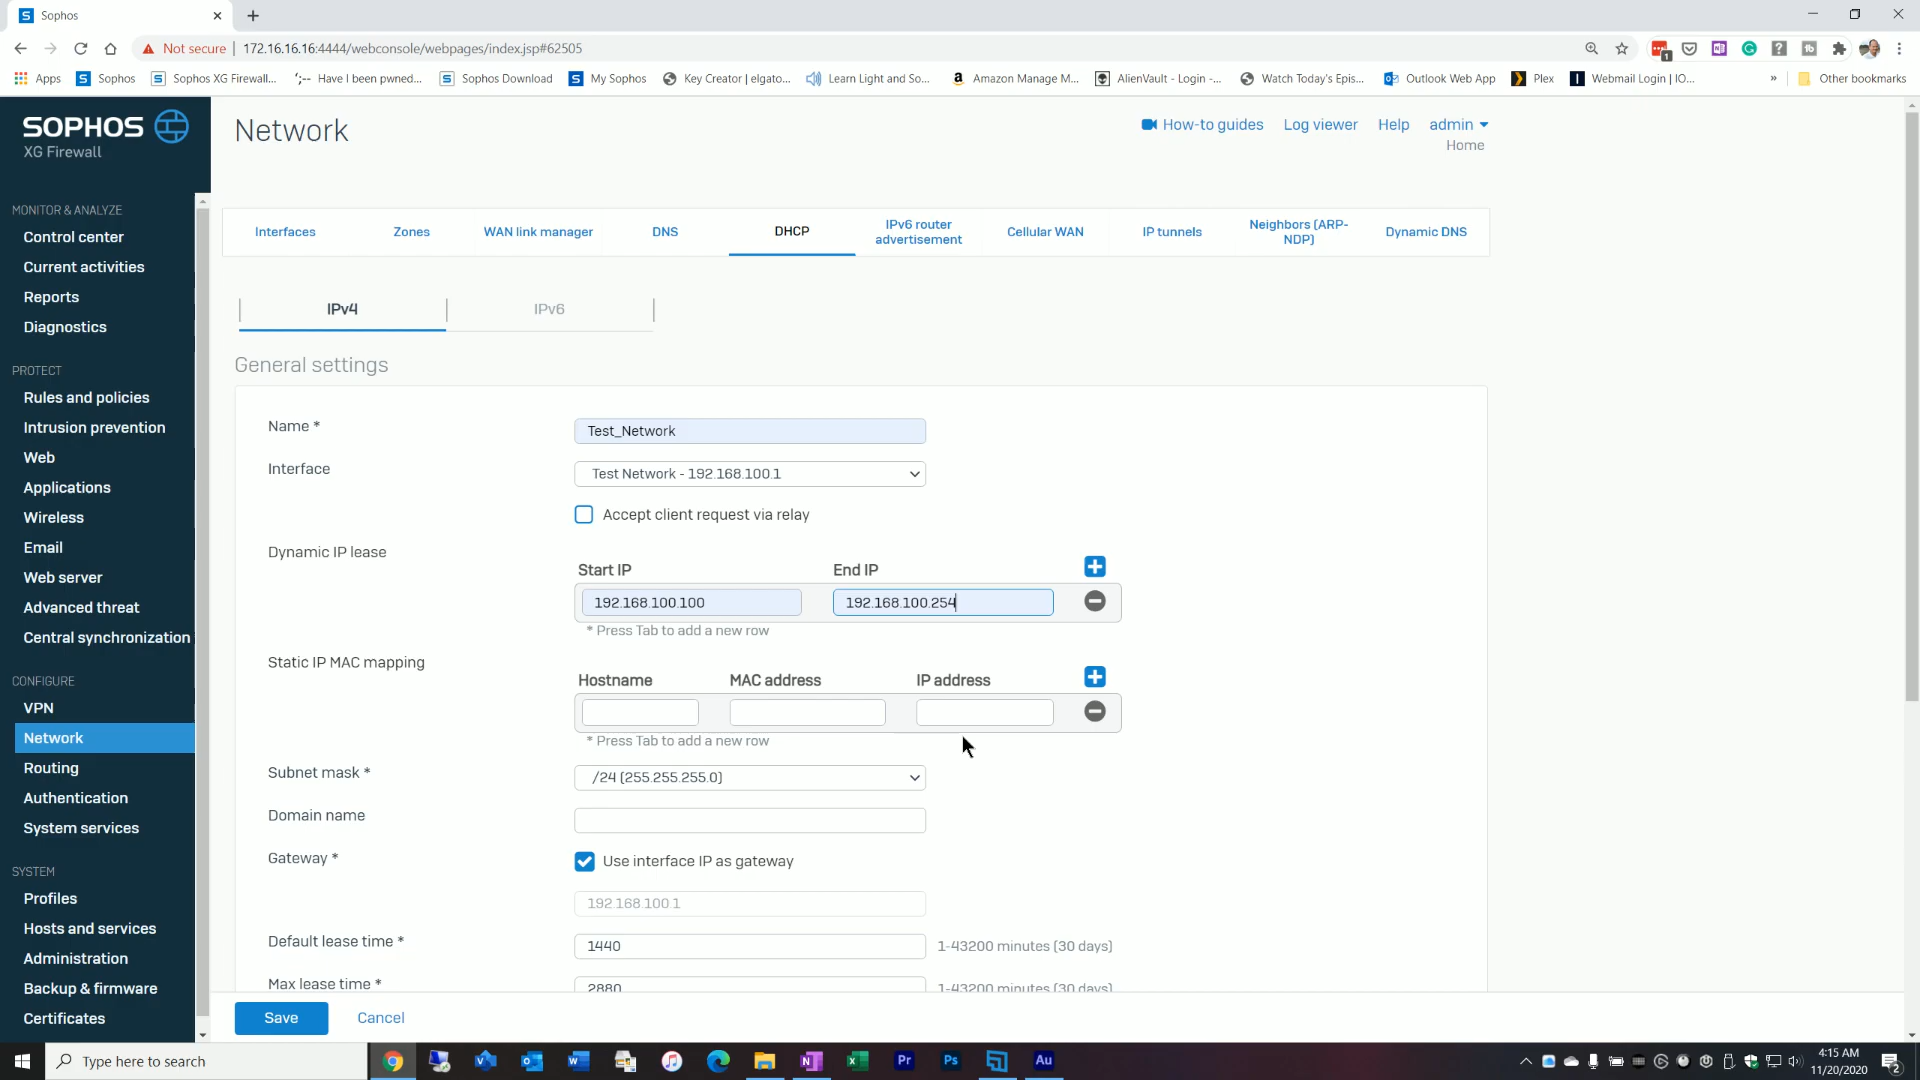 Sophos
Not secure
172.16.16.16:4444/webconsole/webpages/index.jsp#62505
Apps
Sophos
Sophos XG Firewall...
Have I been pwned...
Sophos Download
My Sophos
Key Creator | elgato...
Learn Light and So...
Amazon Manage M...
AlienVault - Login -...
Watch Today's Epis...
Outlook Web App
Plex
Webmail Login | IO...
»
Other bookmarks
SOPHOS
XG Firewall
Network
How-to guides
Log viewer
Help
admin
Home
MONITOR & ANALYZE
Control center
Current activities
Reports
Diagnostics
PROTECT
Rules and policies
Intrusion prevention
Web
Applications
Wireless
Email
Web server
Advanced threat
Central synchronization
CONFIGURE
VPN
Network
Routing
Authentication
System services
SYSTEM
Profiles
Hosts and services
Administration
Backup & firmware
Certificates
Interfaces
Zones
WAN link manager
DNS
DHCP
IPv6 router
advertisement
Cellular WAN
IP tunnels
Neighbors (ARP-
NDP)
Dynamic DNS
IPv4
IPv6
General settings
Name *
Test_Network
Interface
Test Network - 192.168.100.1
Accept client request via relay
Dynamic IP lease
Start IP
End IP
192.168.100.100
192.168.100.254
* Press Tab to add a new row
Static IP MAC mapping
Hostname
MAC address
IP address
* Press Tab to add a new row
Subnet mask *
/24 (255.255.255.0)
Domain name
Gateway *
Use interface IP as gateway
192.168.100.1
Default lease time *
1440
1-43200 minutes (30 days)
Max lease time *
2880
1-43200 minutes (30 days)
Save
Cancel
Type here to search
4:15 AM
11/20/2020
2